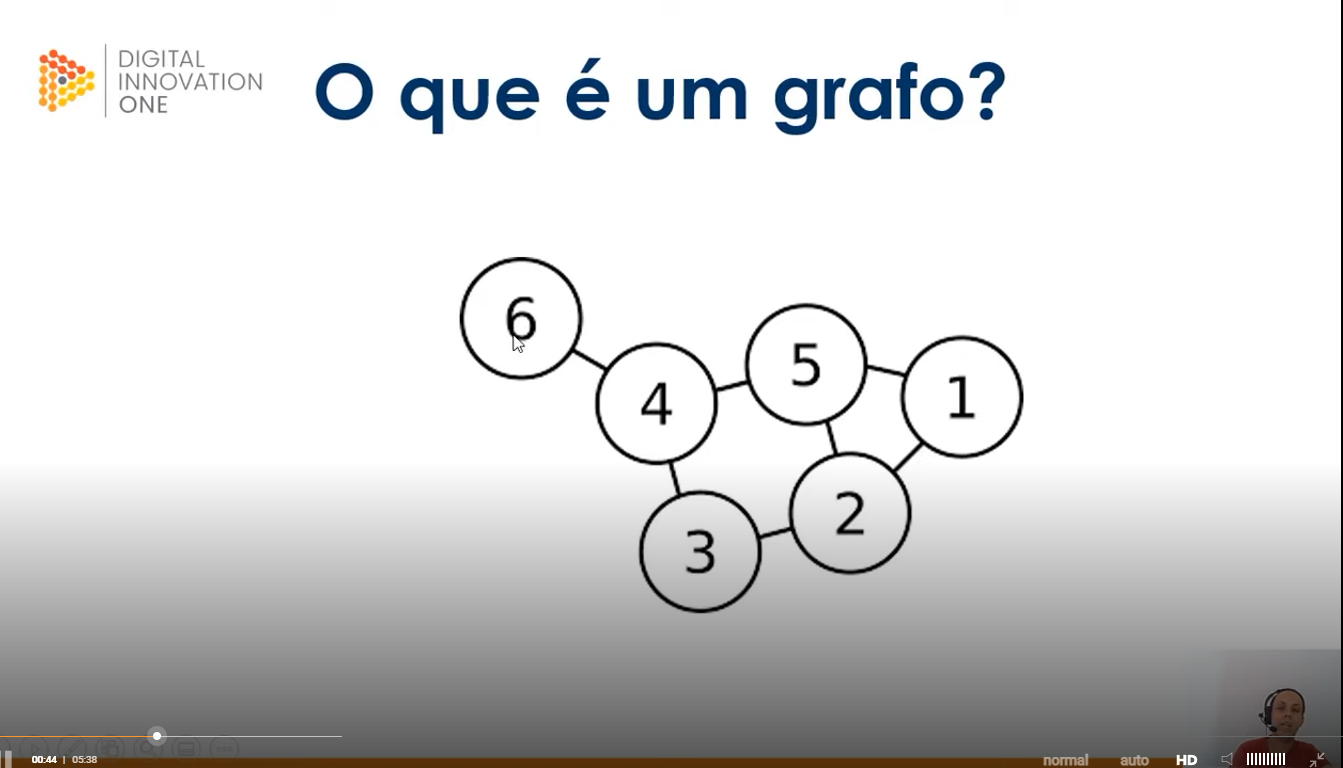 DIGITAL
INNOVATION
ONE
O que é um grafo?
6
4
5
1
3
2
00:44 | 05:38
normal auto HD